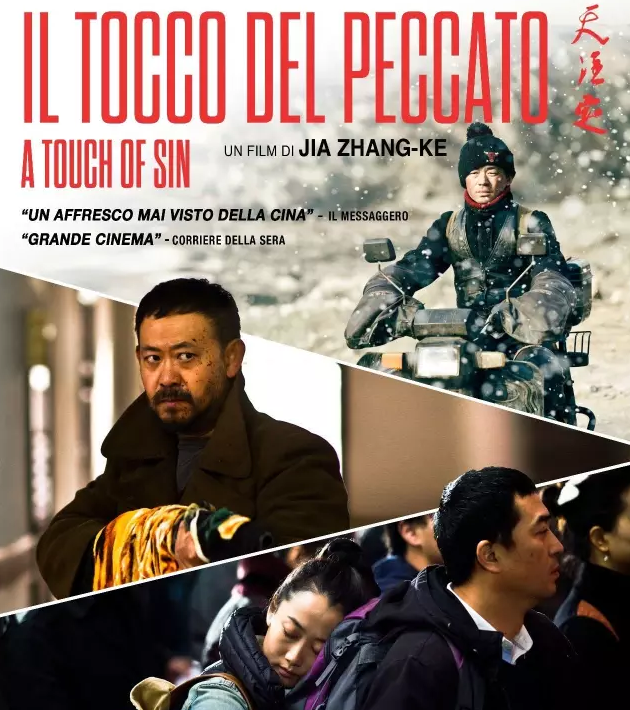 IL TOCCO DEL PECCATO
天注定
A TOUCH OF SIN
UN FILM DI JIA ZHANG-KE
“UN AFFRESCO MAI VISTO DELLA CINA” - IL MESSAGGERO
“GRANDE CINEMA” - CORRIERE DELLA SERA